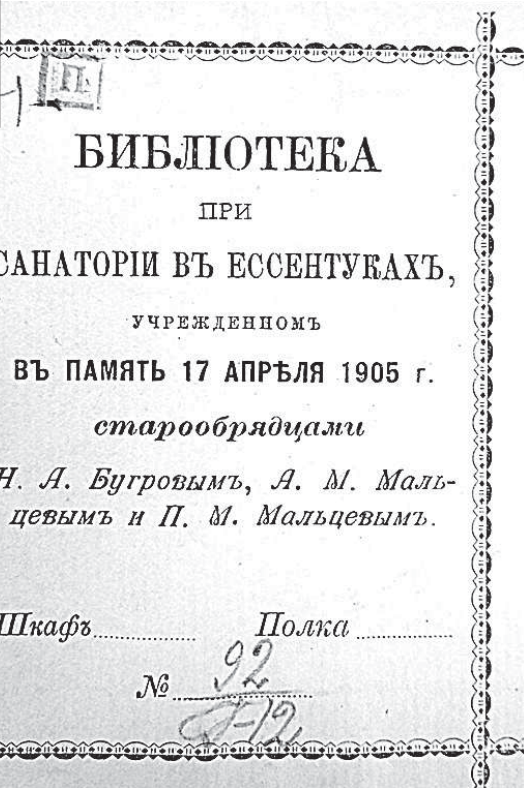 П.
БИБЛІОТЕКА
ПРИ
САНАТОРІИ ВЪ ЕССЕНТУКАХЪ,
УЧРЕЖДЕННОМЪ
ВЪ ПАМЯТЬ 17 АПРѢЛЯ 1905 г.
старообрядцами
Н. А. Бугровымъ, А. М. Маль-
цевымъ и П. М. Мальцевымъ.
Шкафъ Полка
№ 92